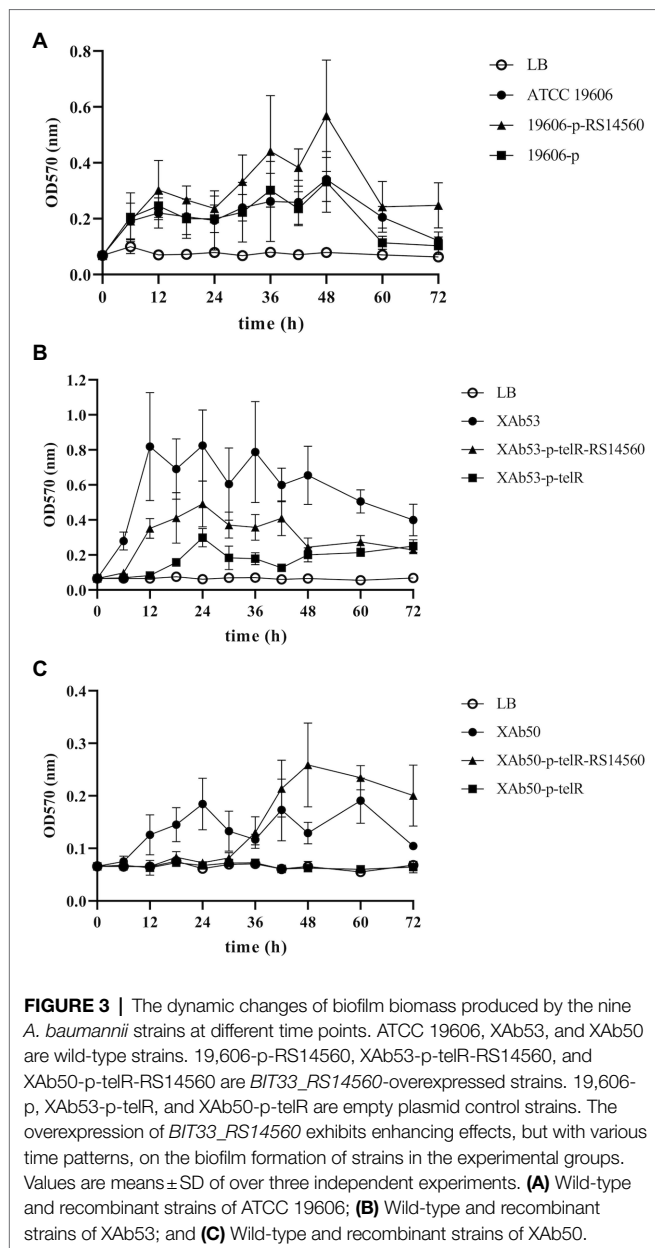 A
0.8
0.6
0.4
0.2
0.0
OD570 (nm)
0 12 24 36 48 60 72
time (h)
LB
ATCC 19606
19606-p-RS14560
19606-p
B
1.2
1.0
0.8
0.6
0.4
0.2
0.0
OD570 (nm)
0 12 24 36 48 60 72
time (h)
LB
XAb53
XAb53-p-telR-RS14560
XAb53-p-telR
C
0.4
0.3
0.2
0.1
0.0
OD570 (nm)
0 12 24 36 48 60 72
time (h)
LB
XAb50
XAb50-p-telR-RS14560
XAb50-p-telR
FIGURE 3 | The dynamic changes of biofilm biomass produced by the nine
A. baumannii strains at different time points. ATCC 19606, XAb53, and XAb50
are wild-type strains. 19,606-p-RS14560, XAb53-p-telR-RS14560, and
XAb50-p-telR-RS14560 are BIT33_RS14560-overexpressed strains. 19,606-
p, XAb53-p-telR, and XAb50-p-telR are empty plasmid control strains. The
overexpression of BIT33_RS14560 exhibits enhancing effects, but with various
time patterns, on the biofilm formation of strains in the experimental groups.
Values are means ± SD of over three independent experiments. (A) Wild-type
and recombinant strains of ATCC 19606; (B) Wild-type and recombinant
strains of XAb53; and (C) Wild-type and recombinant strains of XAb50.